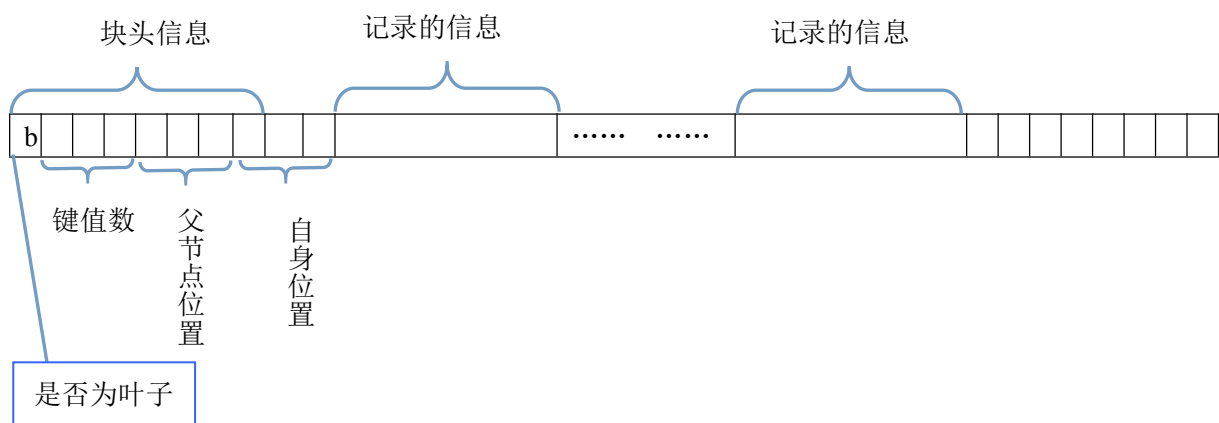 块头信息
记录的信息
记录的信息
b
…… ……
键值数
父节点位置
自身位置
是否为叶子